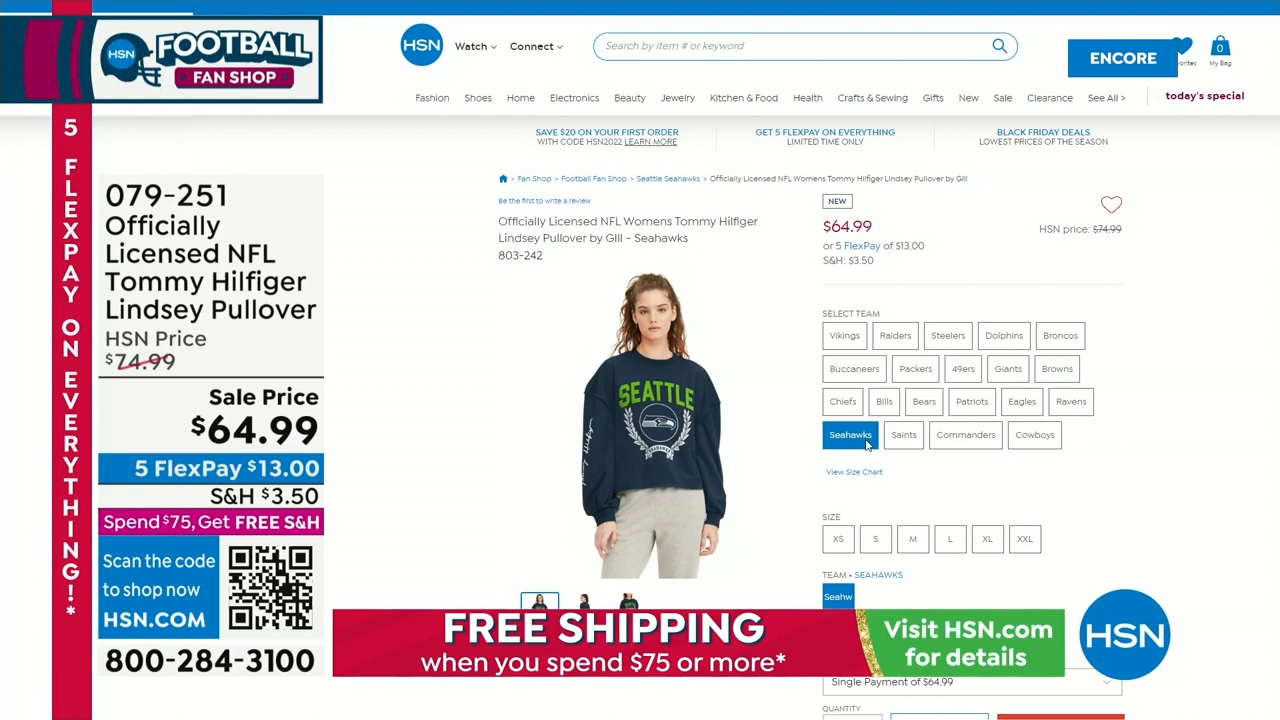 HSN
FOOTBALL
FAN SHOP
5 FLEXPAY ON EVERYTHING!*
079-251
Officially
Licensed NFL
Tommy Hilfiger
Lindsey Pullover
HSN Price
$74.99
Sale Price
$64.99
5 FlexPay $13.00
S&H $3.50
Spend $75, Get FREE S&H
Scan the code
to shop now
HSN.COM
800-284-3100
HSN
Watch
Connect
Search by item # or keyword
ENCORE
orites
0
My Bag
Fashion
Shoes
Home
Electronics
Beauty
Jewelry
Kitchen & Food
Health
Crafts & Sewing
Gifts
New
Sale
Clearance
See All >
today's special
SAVE $20 ON YOUR FIRST ORDER
WITH CODE HSN2022 LEARN MORE
GET 5 FLEXPAY ON EVERYTHING
LIMITED TIME ONLY
BLACK FRIDAY DEALS
LOWEST PRICES OF THE SEASON
> Fan Shop > Football Fan Shop > Seattle Seahawks > Officially Licensed NFL Womens Tommy Hilfiger Lindsey Pullover by GIII
Be the first to write a review
Officially Licensed NFL Womens Tommy Hilfiger
Lindsey Pullover by GIII - Seahawks
803-242
SEATTLE
SEAHAWKS
NEW
$64.99
HSN price: $74.99
or 5 FlexPay of $13.00
S&H: $3.50
SELECT TEAM
Vikings
Raiders
Steelers
Dolphins
Broncos
Buccaneers
Packers
49ers
Giants
Browns
Chiefs
Bills
Bears
Patriots
Eagles
Ravens
Seahawks
Saints
Commanders
Cowboys
View Size Chart
SIZE
XS
S
M
L
XL
XXL
TEAM • SEAHAWKS
Seahw
FREE SHIPPING
when you spend $75 or more*
Visit HSN.com
for details
HSN
Single Payment of $64.99
QUANTITY